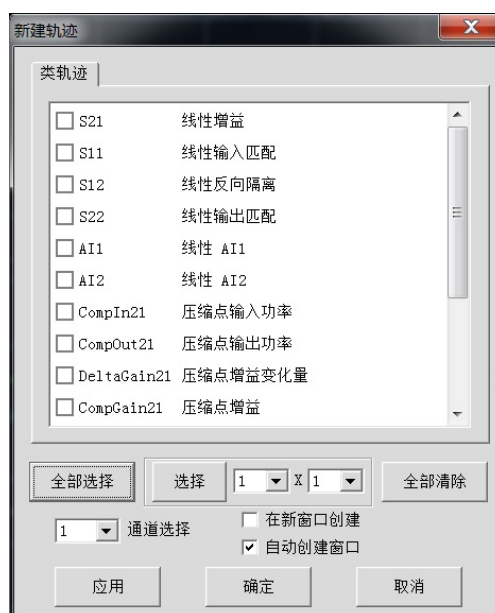 新建轨迹
类轨迹
S21 线性增益
S11 线性输入匹配
S12 线性反向隔离
S22 线性输出匹配
AI1 线性 AI1
AI2 线性 AI2
CompIn21 压缩点输入功率
CompOut21 压缩点输出功率
DeltaGain21 压缩点增益变化量
CompGain21 压缩点增益
全部选择 选择 1 X 1 全部清除
1 通道选择 在新窗口创建
自动创建窗口
应用 确定 取消